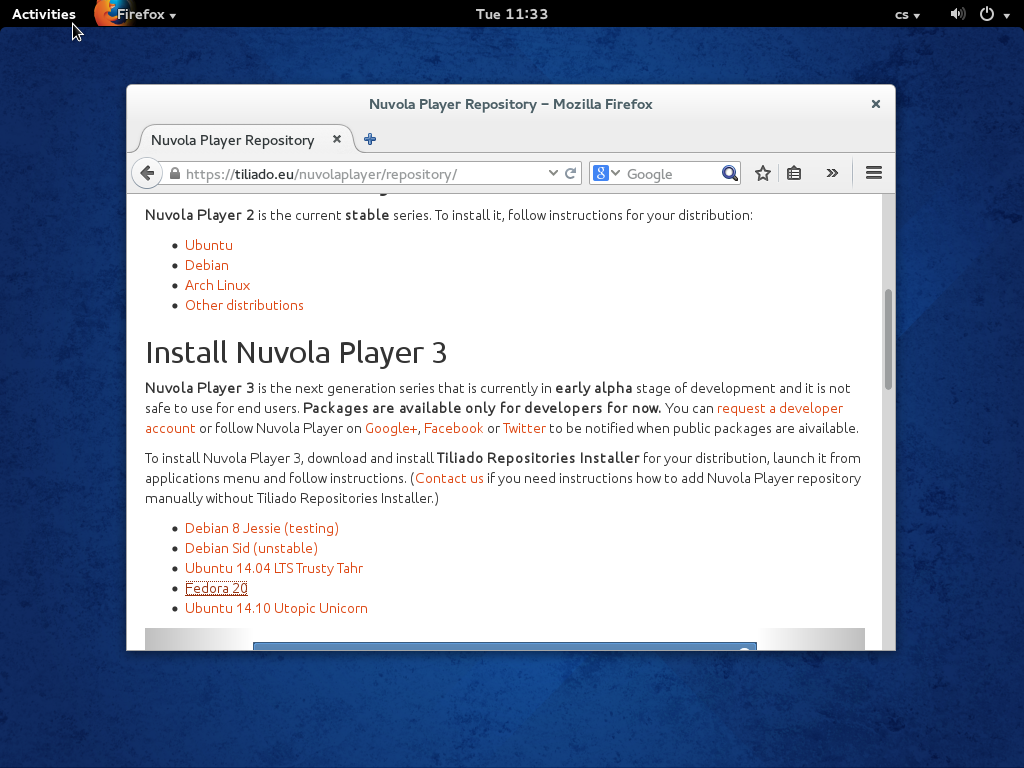 Activities Firefox Tue 11:33 cs
Nuvola Player Repository – Mozilla Firefox
Nuvola Player Repository
https://tiliado.eu/nuvolaplayer/repository/ 8 Google
Nuvola Player 2 is the current stable series. To install it, follow instructions for your distribution:
• Ubuntu
• Debian
• Arch Linux
• Other distributions
Install Nuvola Player 3
Nuvola Player 3 is the next generation series that is currently in early alpha stage of development and it is not
safe to use for end users. Packages are available only for developers for now. You can request a developer
account or follow Nuvola Player on Google+, Facebook or Twitter to be notified when public packages are aivailable.
To install Nuvola Player 3, download and install Tiliado Repositories Installer for your distribution, launch it from
applications menu and follow instructions. (Contact us if you need instructions how to add Nuvola Player repository
manually without Tiliado Repositories Installer.)
• Debian 8 Jessie (testing)
• Debian Sid (unstable)
• Ubuntu 14.04 LTS Trusty Tahr
• Fedora 20
• Ubuntu 14.10 Utopic Unicorn